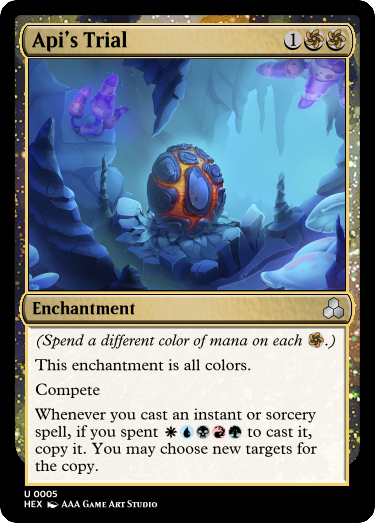 Api's Trial 1
Enchantment
(Spend a different color of mana on each .)
This enchantment is all colors.
Compete
Whenever you cast an instant or sorcery
spell, if you spent to cast it,
copy it. You may choose new targets for
the copy.
U 0005
HEX AAA Game Art Studio